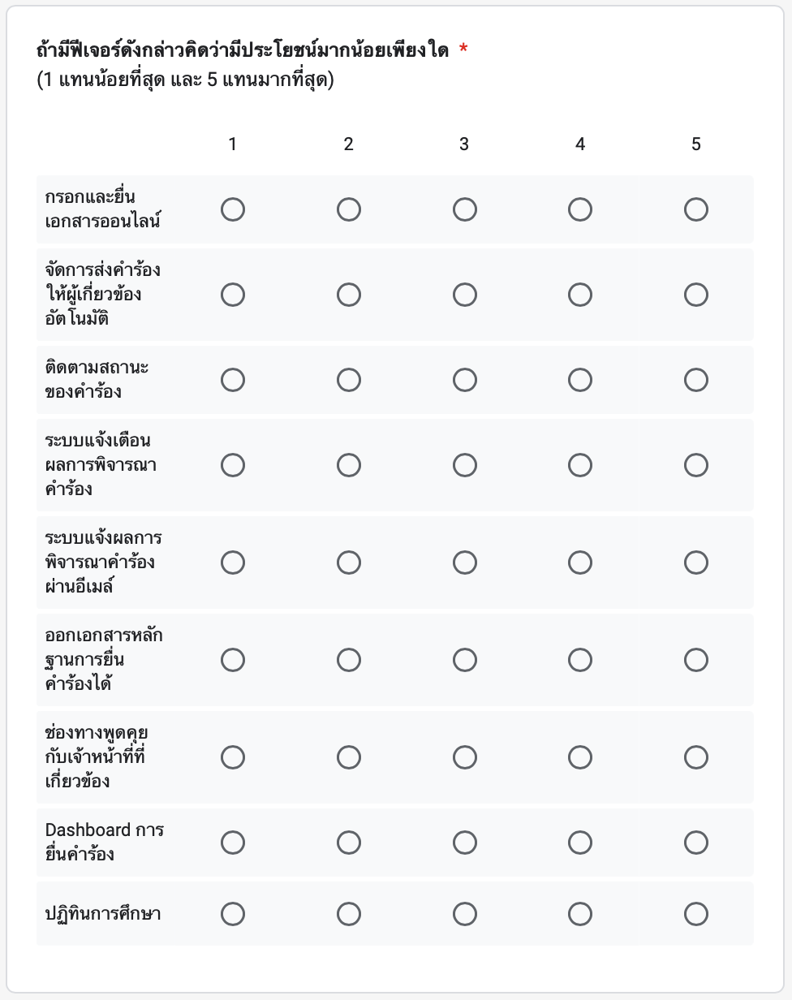 ถ้ามีฟีเจอร์ดังกล่าวคิดว่ามีประโยชน์มากน้อยเพียงใด *
(1 แทนน้อยที่สุด และ 5 แทนมากที่สุด)
1 2 3 4 5
กรอกและยื่น
เอกสารออนไลน์
จัดการส่งคำร้อง
ให้ผู้เกี่ยวข้อง
อัตโนมัติ
ติดตามสถานะ
ของคำร้อง
ระบบแจ้งเตือน
ผลการพิจารณา
คำร้อง
ระบบแจ้งผลการ
พิจารณาคำร้อง
ผ่านอีเมล์
ออกเอกสารหลัก
ฐานการยื่น
คำร้องได้
ช่องทางพูดคุย
กับเจ้าหน้าที่ที่
เกี่ยวข้อง
Dashboard การ
ยื่นคำร้อง
ปฏิทินการศึกษา